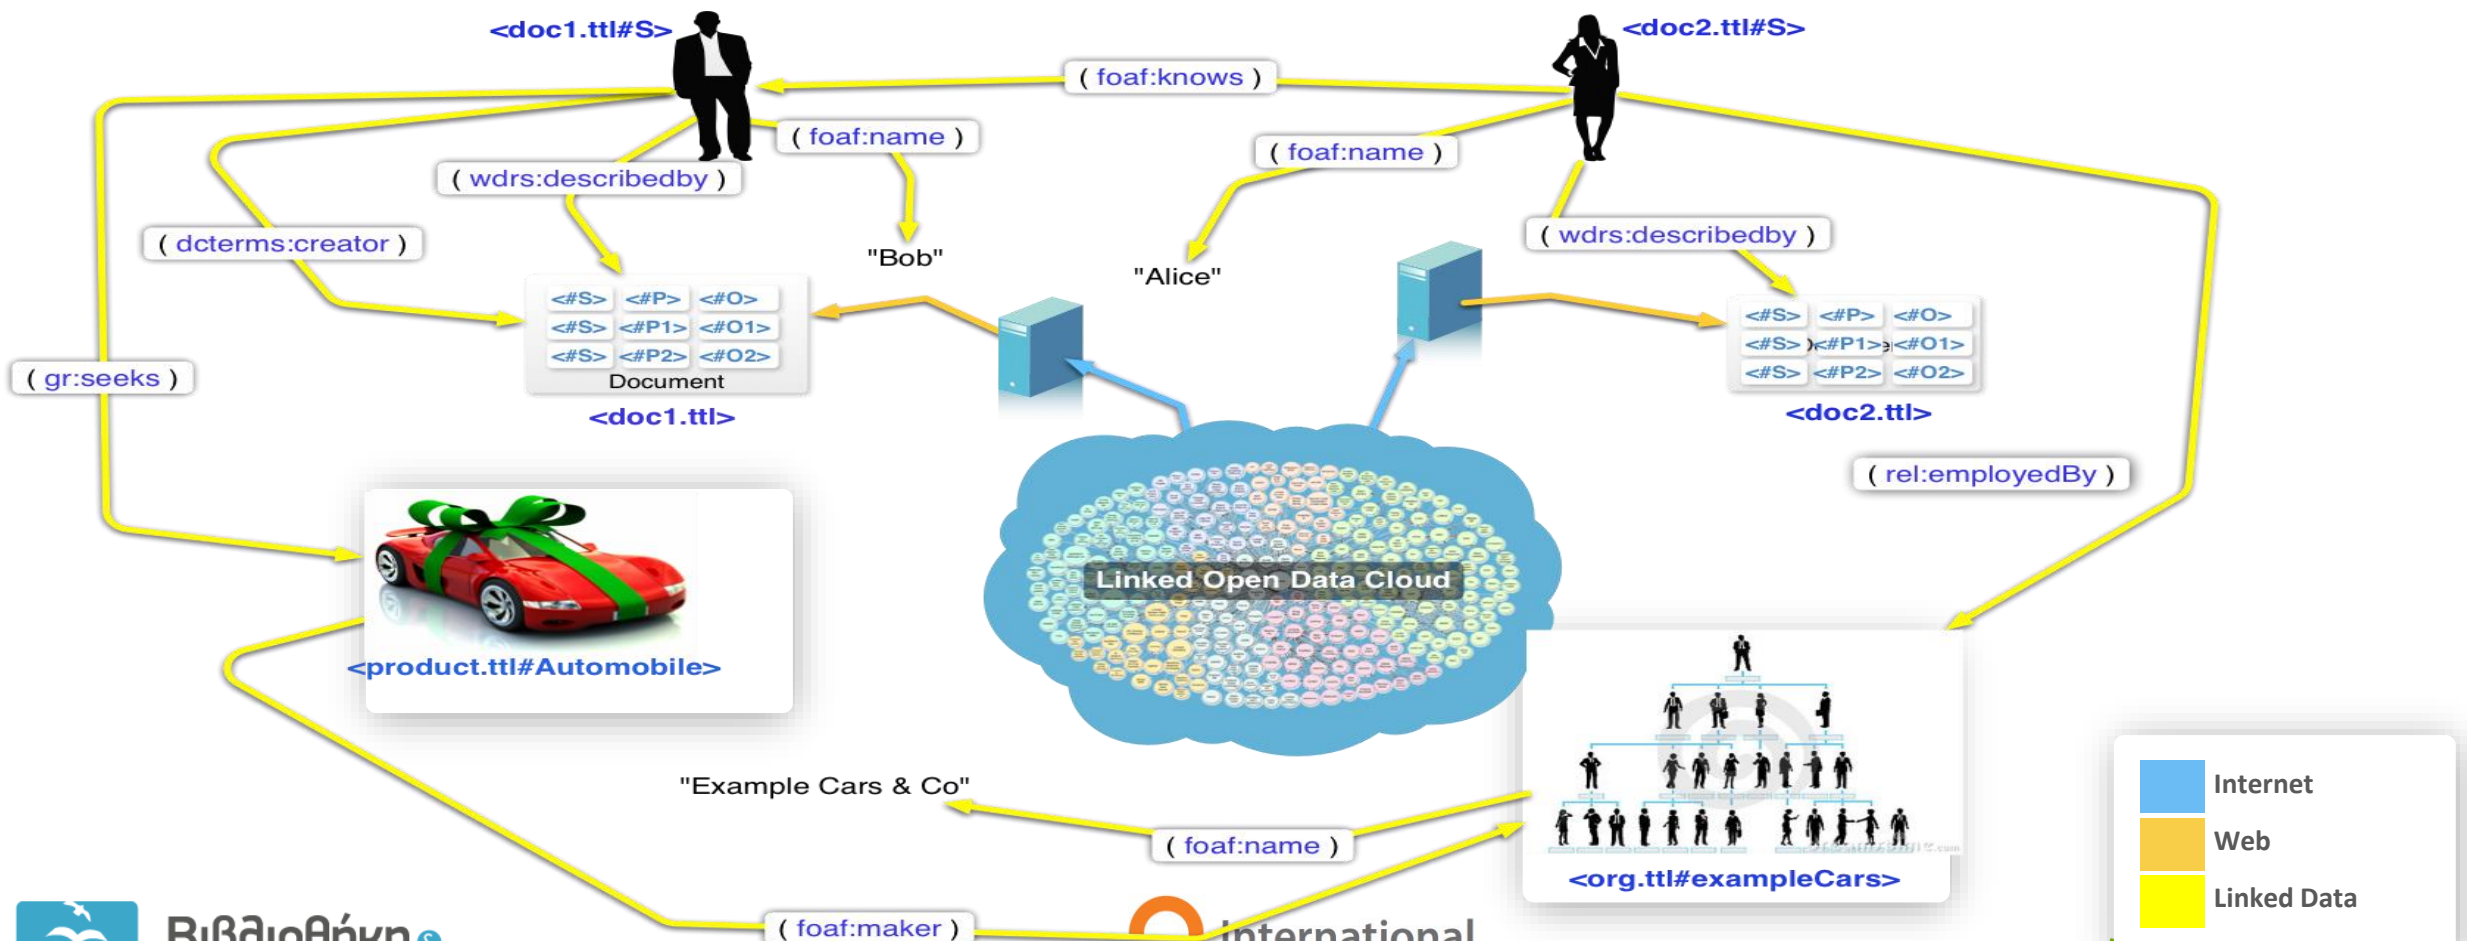 <doc1.ttl#S>
<doc2.ttl#S>
( foaf:knows )
( foaf:name )
( foaf:name )
( wdrs:describedby )
( dcterms:creator )
( wdrs:describedby )
"Bob"
"Alice"
<#S> <#P> <#O>
<#S> <#P1> <#O1>
<#S> <#P2> <#O2>
Document
<doc1.ttl>
<#S> <#P> <#O>
<#S> <#P1> <#O1>
<#S> <#P2> <#O2>
<doc2.ttl>
( gr:seeks )
( rel:employedBy )
Linked Open Data Cloud
<product.ttl#Automobile>
"Example Cars & Co"
( foaf:name )
<org.ttl#exampleCars>
( foaf:maker )
Internet
Web
Linked Data
Βιβλιοθήκη
International